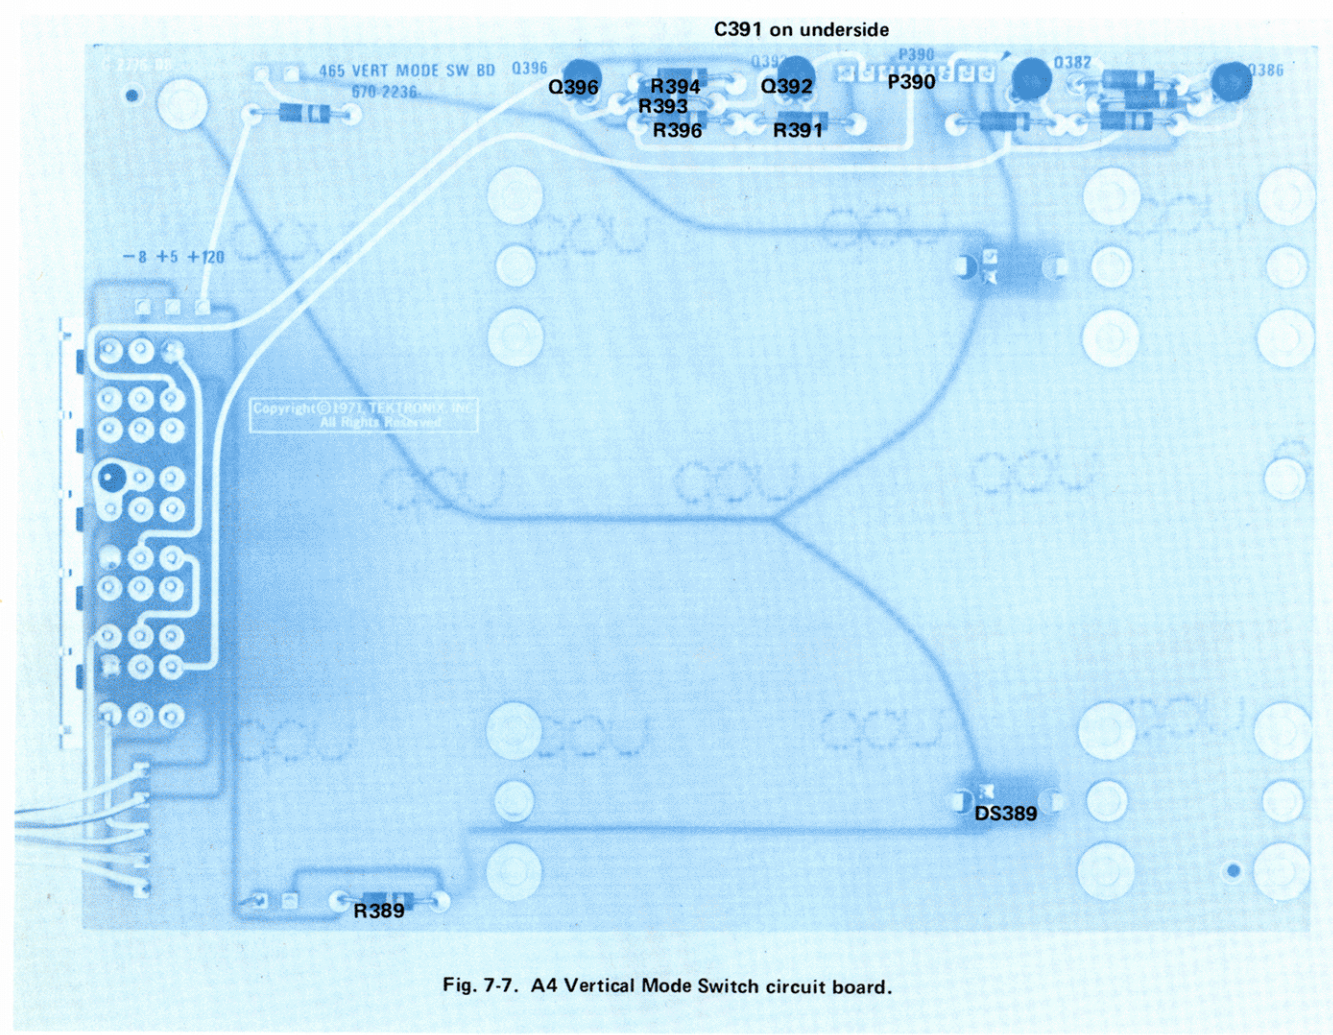 C391 on underside
465 VERT MODE SW BD
670 2236
Q396
Q396
R394
R393
R396
Q392
Q392
R391
P390
P390
Q382
Q386
−8 +5 +120
Copyright©1971, TEKTRONIX, INC.
All Rights Reserved
DS389
R389
Fig. 7-7. A4 Vertical Mode Switch circuit board.